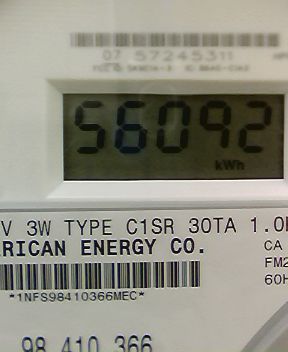 07 57245311
56092
kWh
V 3W TYPE C1SR 30TA 1.0
RICAN ENERGY CO.
CA
FM2
60H
*1NFS98410366MEC*
98 410 366